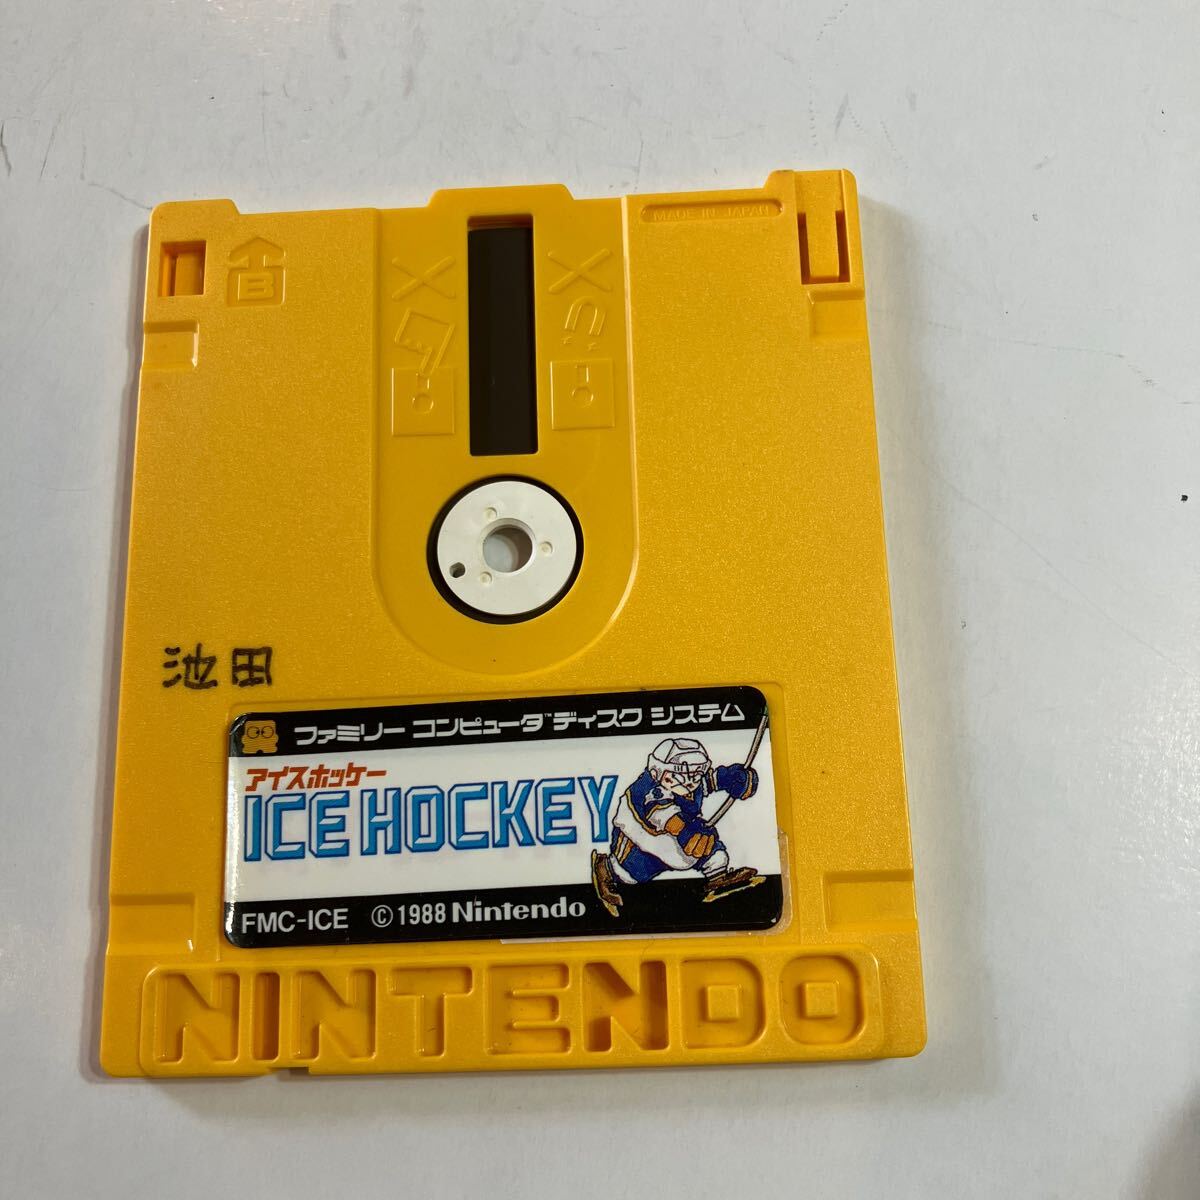 MADE IN JAPAN
B
池田
ファミリー コンピュータ™ ディスク システム
アイスホッケー
ICE HOCKEY
FMC-ICE © 1988 Nintendo
NINTENDO